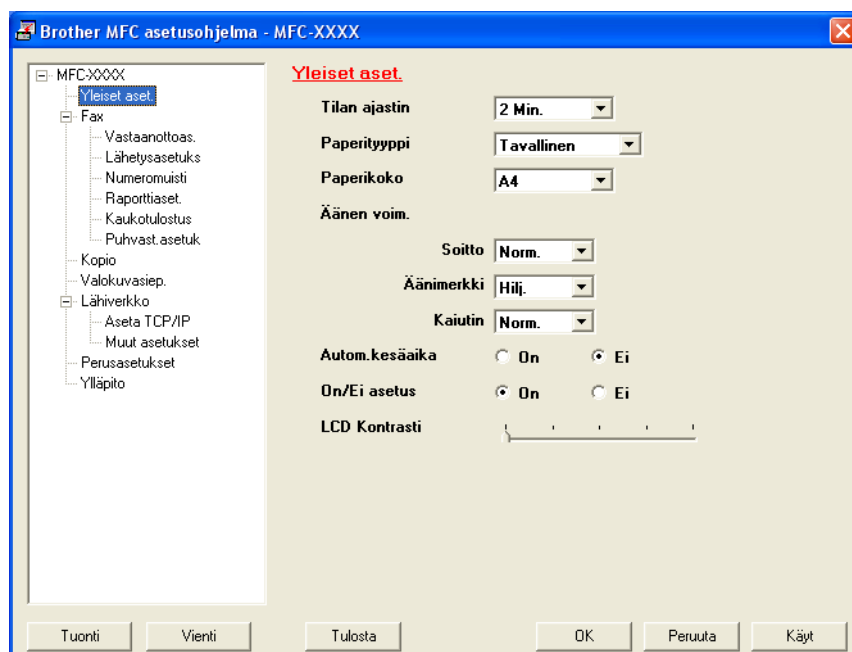 Brother MFC asetusohjelma - MFC-XXXX
MFC-XXXX
Yleiset aset.
Fax
Vastaanottoas.
Lähetysasetuks
Numeromuisti
Raporttiaset.
Kaukotulostus
Puhvast.asetuk
Kopio
Valokuvasiep.
Lähiverkko
Aseta TCP/IP
Muut asetukset
Perusasetukset
Ylläpito
Yleiset aset.
Tilan ajastin 2 Min.
Paperityyppi Tavallinen
Paperikoko A4
Äänen voim.
Soitto Norm.
Äänimerkki Hilj.
Kaiutin Norm.
Autom.kesäaika On Ei
On/Ei asetus On Ei
LCD Kontrasti
Tuonti Vienti Tulosta OK Peruuta Käyt